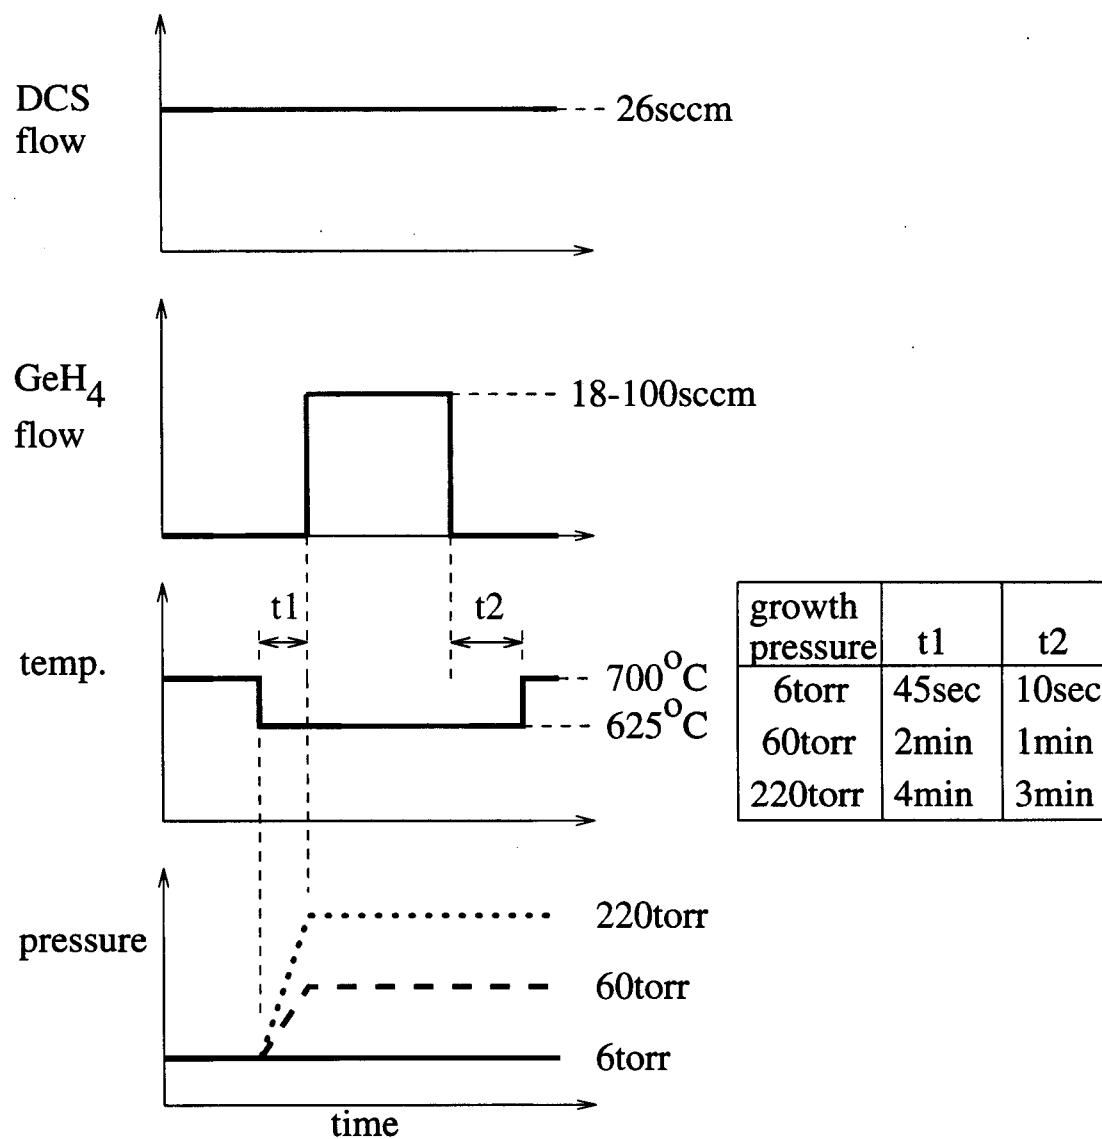 DCS
flow
26sccm
GeH4
flow
18-100sccm
t1
t2
temp.
700°C
625°C
growth
pressure t1 t2
6torr 45sec 10sec
60torr 2min 1min
220torr 4min 3min
pressure
220torr
60torr
6torr
time